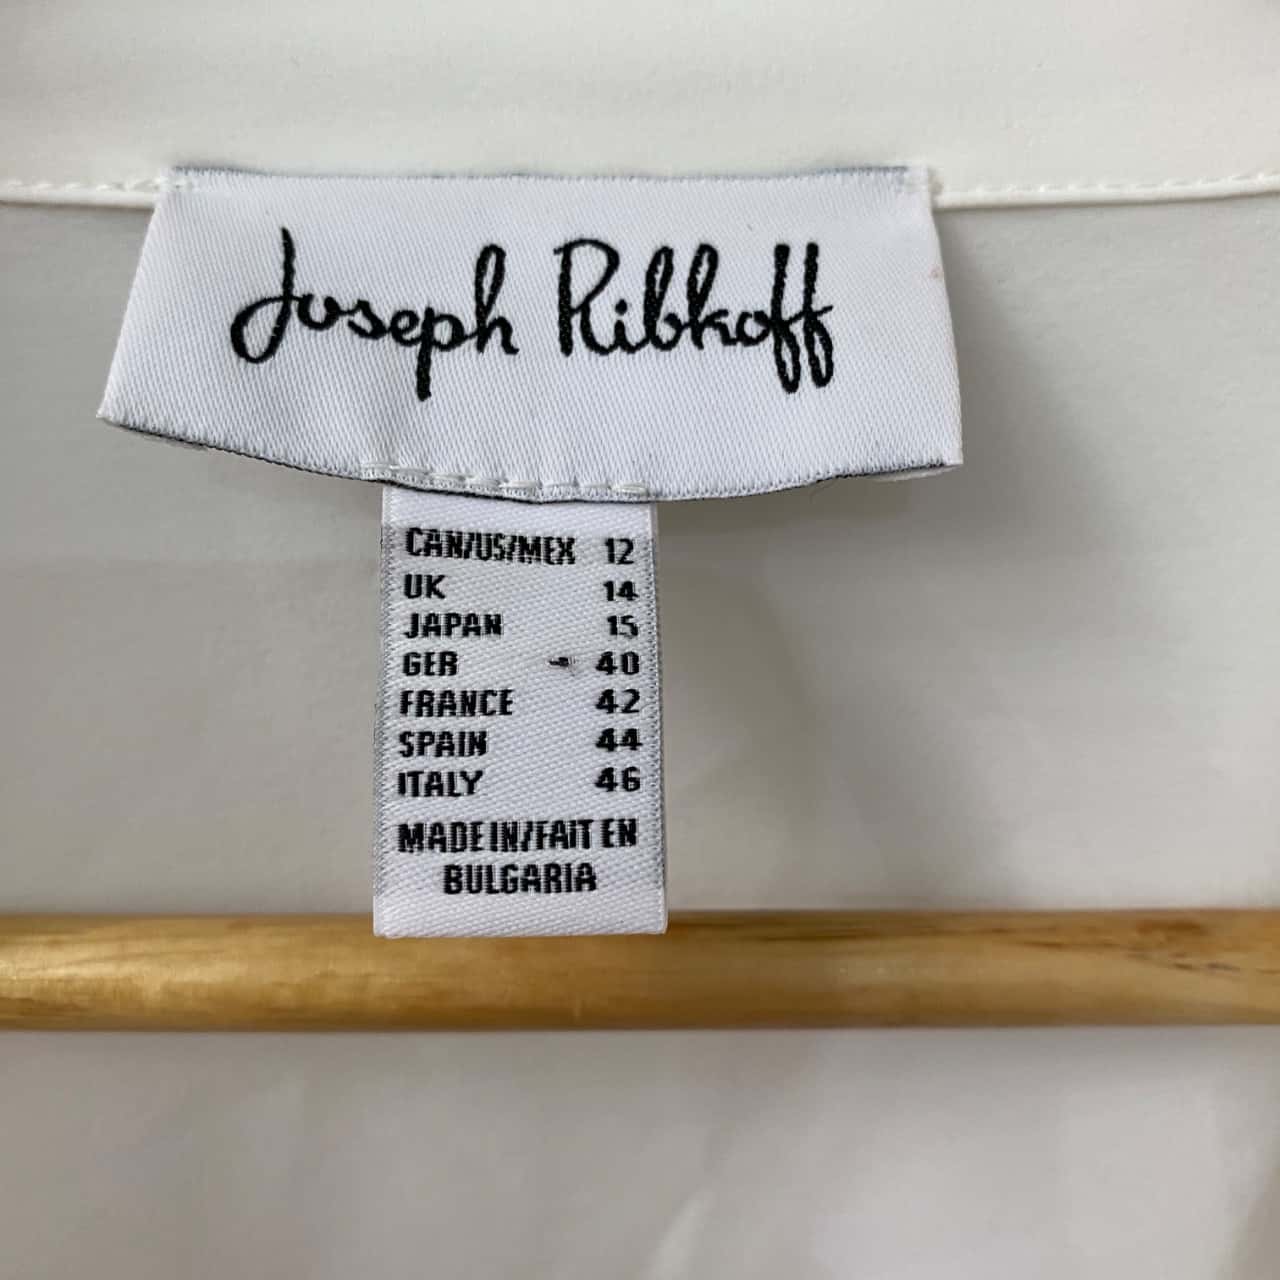 Joseph Ribkoff
CAN/US/MEX 12
UK 14
JAPAN 15
GER 40
FRANCE 42
SPAIN 44
ITALY 46
MADE IN/FAIT EN
BULGARIA